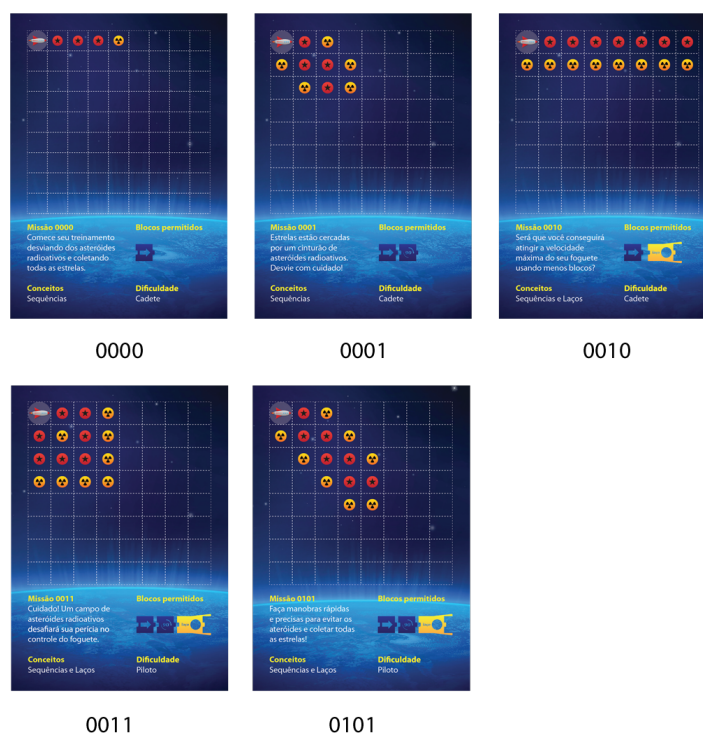 Missão 0000
Comece seu treinamento
desviando dos asteróides
radioativos e coletando
todas as estrelas.
Blocos permitidos
Conceitos
Sequências
Dificuldade
Cadete
0000
Missão 0001
Estrelas estão cercadas
por um cinturão de
asteróides radioativos.
Desvie com cuidado!
Blocos permitidos
Conceitos
Sequências
Dificuldade
Cadete
0001
Missão 0010
Será que você conseguirá
atingir a velocidade
máxima do seu foguete
usando menos blocos?
Blocos permitidos
Conceitos
Sequências e Laços
Dificuldade
Cadete
0010
Missão 0011
Cuidado! Um campo de
asteróides radioativos
desafiará sua perícia no
controle do foguete.
Blocos permitidos
Conceitos
Sequências e Laços
Dificuldade
Piloto
0011
Missão 0101
Faça manobras rápidas
e precisas para evitar os
ateróides e coletar todas
as estrelas!
Blocos permitidos
Conceitos
Sequências e Laços
Dificuldade
Piloto
0101